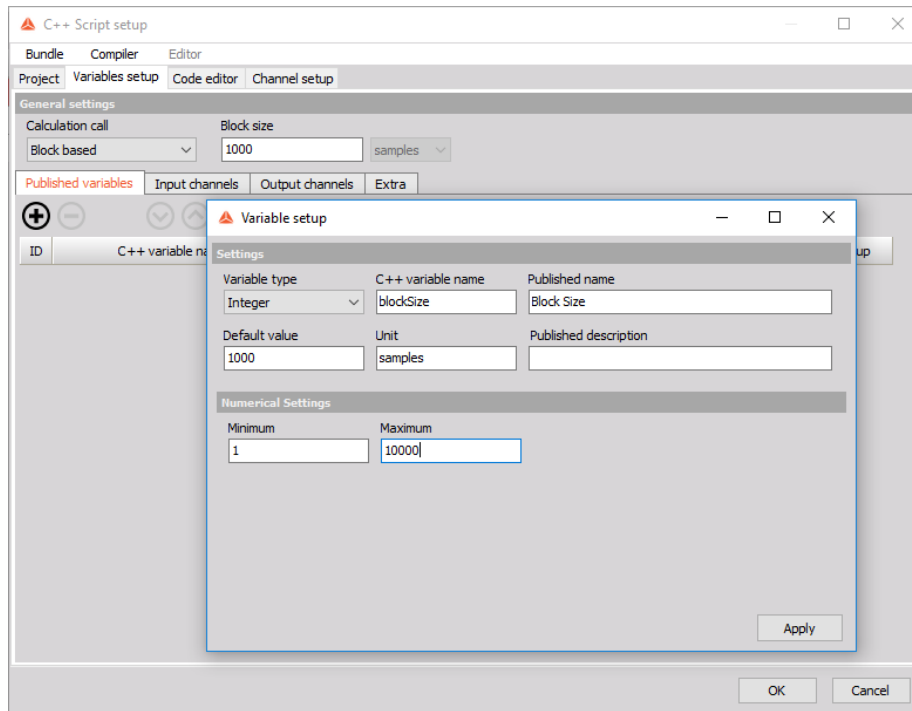 C++ Script setup
Bundle Compiler Editor
Project Variables setup Code editor Channel setup
General settings
Calculation call Block size
Block based 1000 samples
Published variables Input channels Output channels Extra
Variable setup
ID C++ variable na up
Settings
Variable type C++ variable name Published name
Integer blockSize Block Size
Default value Unit Published description
1000 samples
Numerical Settings
Minimum Maximum
1 10000
Apply
OK Cancel